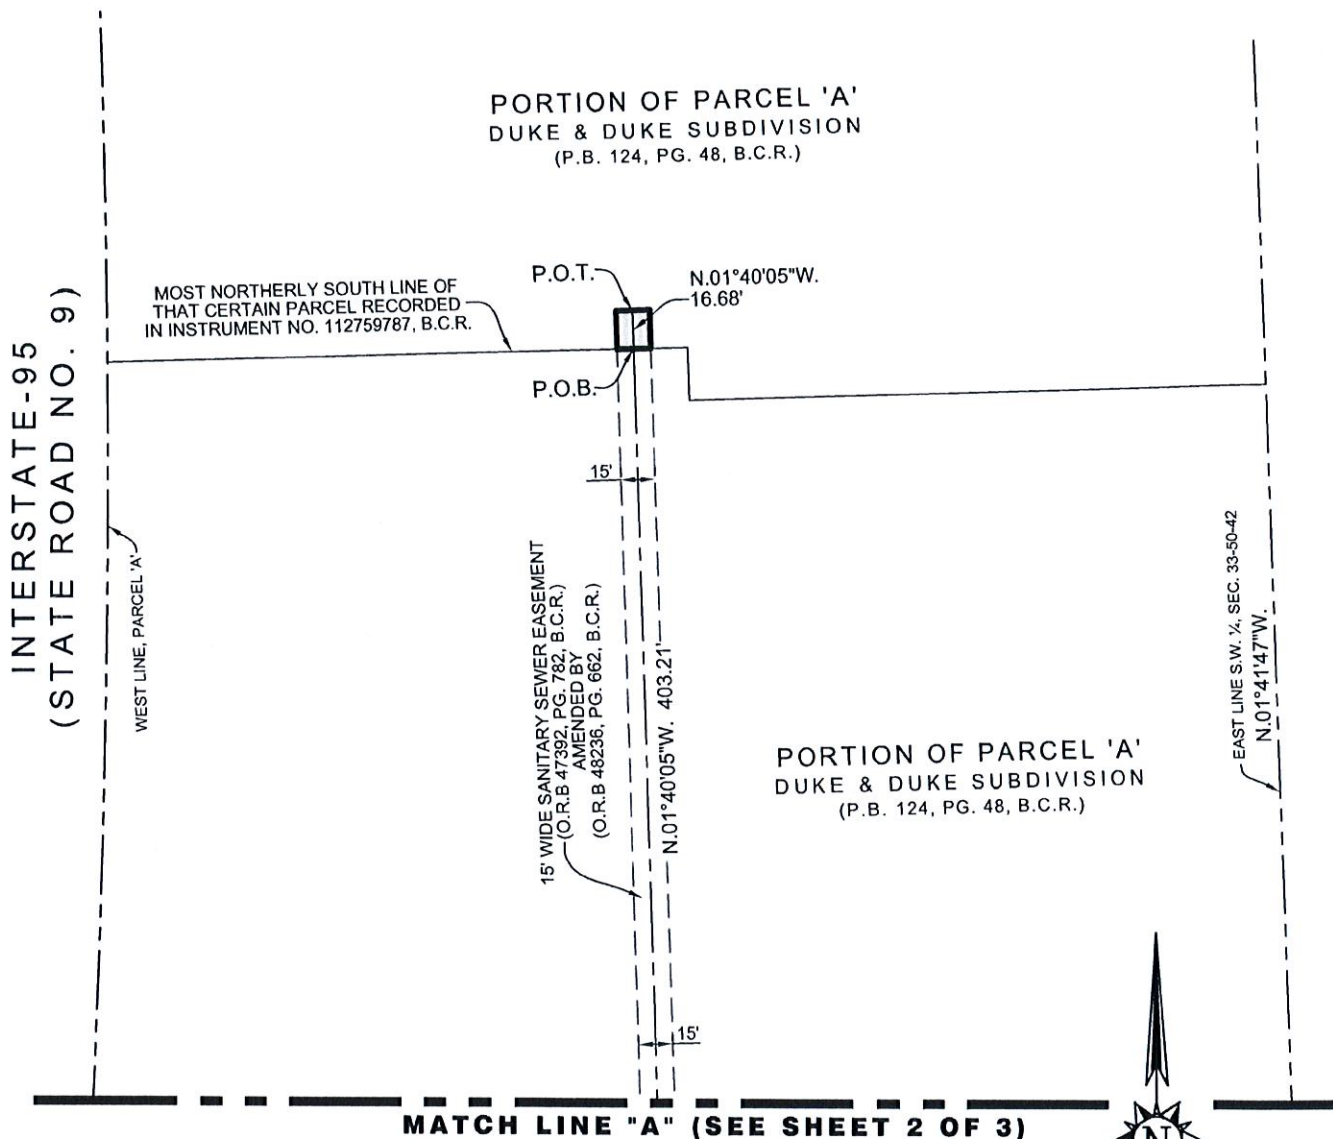 PORTION OF PARCEL 'A'
DUKE & DUKE SUBDIVISION
(P.B. 124, PG. 48, B.C.R.)
P.O.T.
N.01°40'05"W.
16.68'
MOST NORTHERLY SOUTH LINE OF
THAT CERTAIN PARCEL RECORDED
IN INSTRUMENT NO. 112759787, B.C.R.
P.O.B.
INTERSTATE-95
(STATE ROAD NO. 9)
WEST LINE, PARCEL 'A'
15'
15' WIDE SANITARY SEWER EASEMENT
(O.R.B 47392, PG. 782, B.C.R.)
AMENDED BY
(O.R.B 48236, PG. 662, B.C.R.)
N.01°40'05"W. 403.21'
EAST LINE S.W. ¼, SEC. 33-50-42
N.01°41'47"W.
PORTION OF PARCEL 'A'
DUKE & DUKE SUBDIVISION
(P.B. 124, PG. 48, B.C.R.)
15'
MATCH LINE "A" (SEE SHEET 2 OF 3)
N